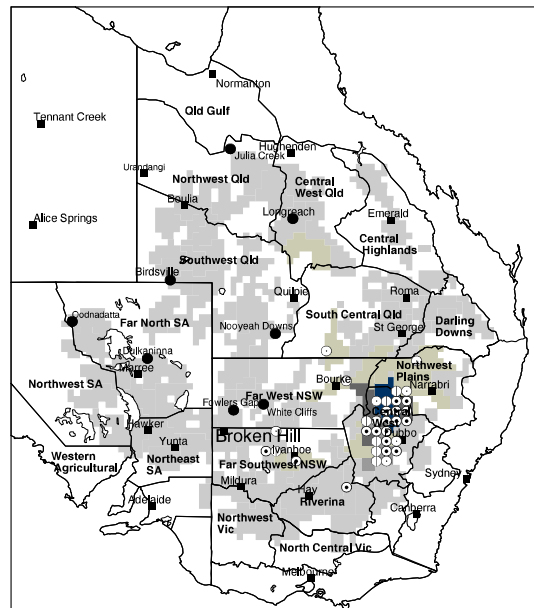 Normanton
Qld Gulf
Tennant Creek
Hughenden
Julia Creek
Urandangi
Northwest Qld
Central
West Qld
Boulia
Longreach
Emerald
Alice Springs
Central
Highlands
Southwest Qld
Birdsville
Quilpie
Roma
South Central Qld
Oodnadatta
Far North SA
Nooyeah Downs
St George
Darling
Downs
Dulkaninna
Marree
Northwest
Plains
Northwest SA
Bourke
Narrabri
Fowlers Gap
Far West NSW
White Cliffs
Central
West
Hawker
Broken Hill
Dubbo
Yunta
Western
Agricultural
Northeast
SA
Ivanhoe
Far Southwest NSW
Sydney
Mildura
Hay
Adelaide
Riverina
Canberra
Northwest
Vic
North Central Vic
Melbourne